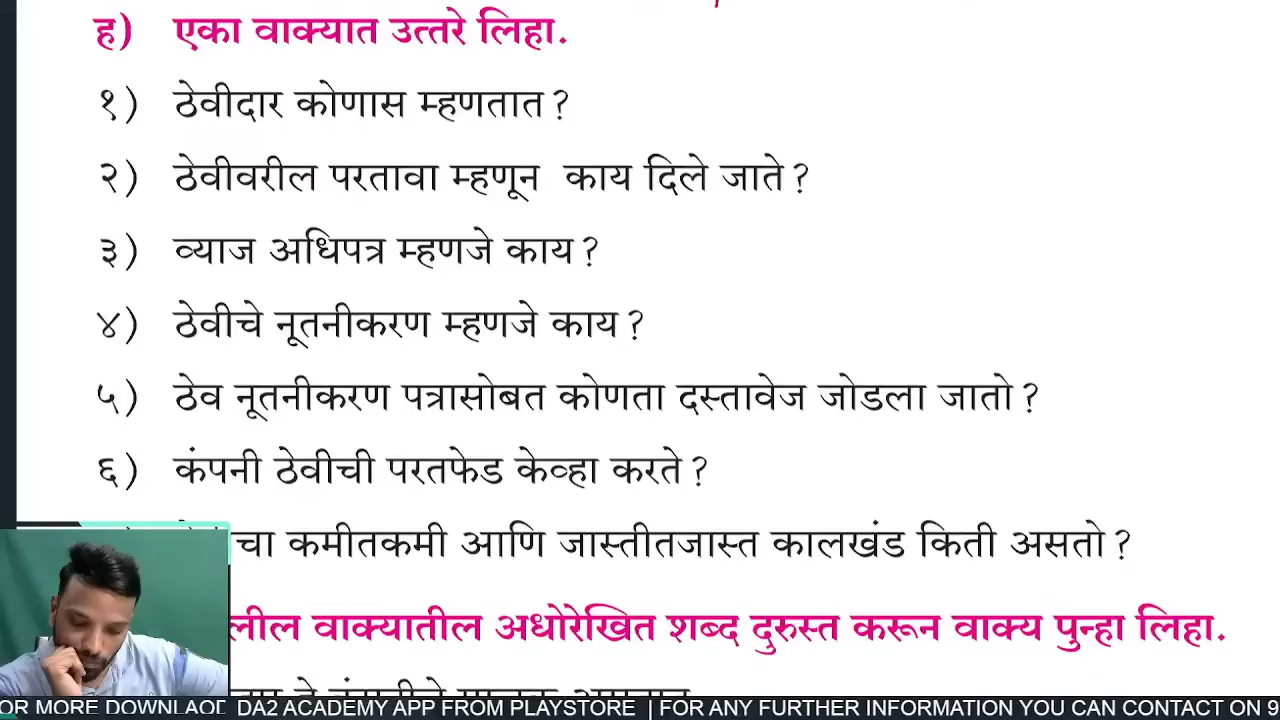 ह) एका वाक्यात उत्तरे लिहा.
१) ठेवीदार कोणास म्हणतात?
२) ठेवीवरील परतावा म्हणून काय दिले जाते?
३) व्याज अधिपत्र म्हणजे काय?
४) ठेवीचे नूतनीकरण म्हणजे काय?
५) ठेव नूतनीकरण पत्रासोबत कोणता दस्तावेज जोडला जातो?
६) कंपनी ठेवीची परतफेड केव्हा करते?
चा कमीतकमी आणि जास्तीतजास्त कालखंड किती असतो?
लील वाक्यातील अधोरेखित शब्द दुरुस्त करून वाक्य पुन्हा लिहा.
OR MORE DOWNLAOD DA2 ACADEMY APP FROM PLAYSTORE | FOR ANY FURTHER INFORMATION YOU CAN CONTACT ON 9